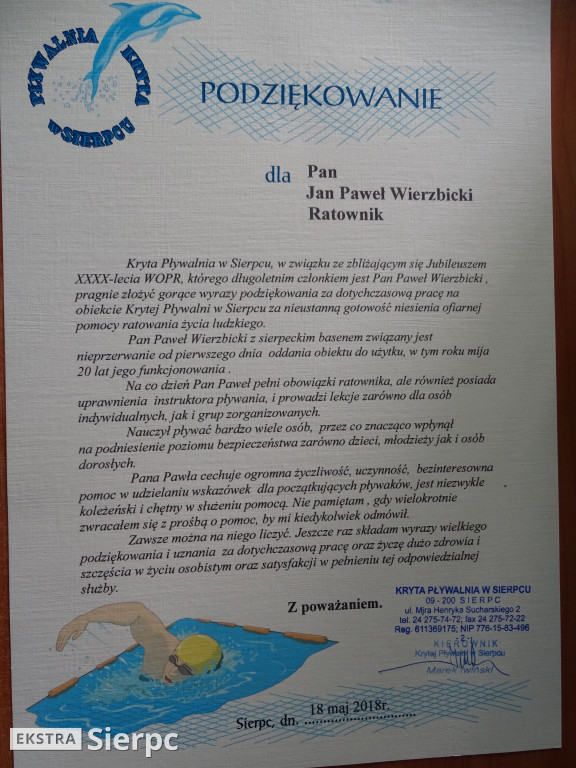 PŁYWALNIA KRYTA
w SIERPCU
PODZIĘKOWANIE
dla Pan
Jan Paweł Wierzbicki
Ratownik
Kryta Pływalnia w Sierpcu, w związku ze zbliżającym się Jubileuszem
XXXX-lecia WOPR, którego długoletnim członkiem jest Pan Paweł Wierzbicki ,
pragnie złożyć gorące wyrazy podziękowania za dotychczasową pracę na
obiekcie Krytej Pływalni w Sierpcu za nieustanną gotowość niesienia ofiarnej
pomocy ratowania życia ludzkiego.
Pan Paweł Wierzbicki z sierpeckim basenem związany jest
nieprzerwanie od pierwszego dnia oddania obiektu do użytku, w tym roku mija
20 lat jego funkcjonowania .
Na co dzień Pan Paweł pełni obowiązki ratownika, ale również posiada
uprawnienia instruktora pływania, i prowadzi lekcje zarówno dla osób
indywidualnych, jak i grup zorganizowanych.
Nauczył pływać bardzo wiele osób, przez co znacząco wpłynął
na podniesienie poziomu bezpieczeństwa zarówno dzieci, młodzieży jak i osób
dorosłych.
Pana Pawła cechuje ogromna życzliwość, uczynność, bezinteresowna
pomoc w udzielaniu wskazówek dla początkujących pływaków, jest niezwykle
koleżeński i chętny w służeniu pomocą. Nie pamiętam , gdy wielokrotnie
zwracałem się z prośbą o pomoc, by mi kiedykolwiek odmówił.
Zawsze można na niego liczyć. Jeszcze raz składam wyrazy wielkiego
podziękowania i uznania za dotychczasową pracę oraz życzę dużo zdrowia i
szczęścia w życiu osobistym oraz satysfakcji w pełnieniu tej odpowiedzialnej
służby.
Z poważaniem.
KRYTA PŁYWALNIA W SIERPCU
09 - 200 SIERPC
ul. Mjra Henryka Sucharskiego 2
tel. 24 275-74-72; fax 24 275-72-22
Reg. 611369175; NIP 776-15-83-496
KIEROWNIK
Krytej Pływalni w Sierpcu
Marek Iwiński
Sierpc, dn. 18 maj 2018r.
EKSTRA Sierpc